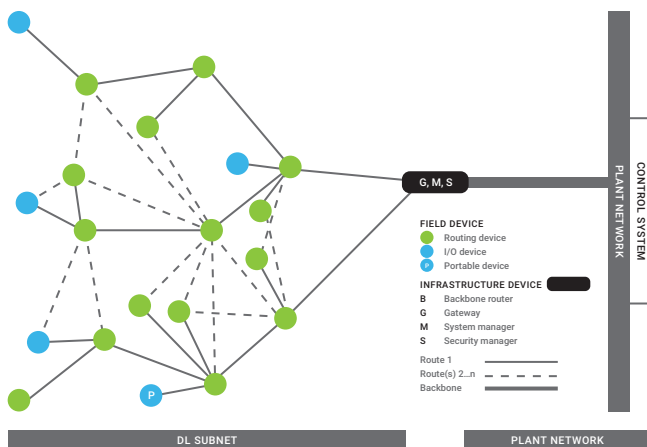 G, M, S
PLANT NETWORK
CONTROL SYSTEM
FIELD DEVICE
Routing device
I/O device
P Portable device
INFRASTRUCTURE DEVICE
B Backbone router
G Gateway
M System manager
S Security manager
Route 1
Route(s) 2...n
Backbone
P
DL SUBNET
PLANT NETWORK